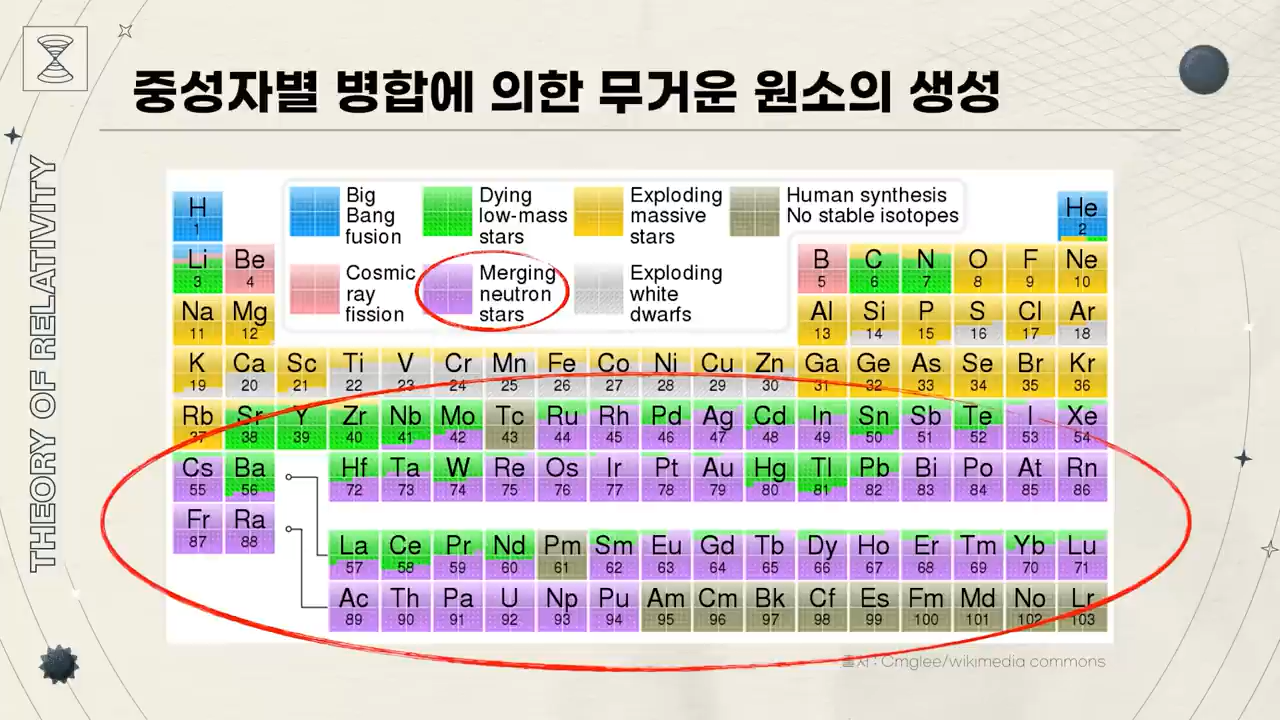 중성자별 병합에 의한 무거운 원소의 생성
THEORY OF RELATIVITY
Big
Bang
fusion
Dying
low-mass
stars
Exploding
massive
stars
Human synthesis
No stable isotopes
Cosmic
ray
fission
Merging
neutron
stars
Exploding
white
dwarfs
H He
1 2
Li Be B C N O F Ne
3 4 5 6 7 8 9 10
Na Mg Al Si P S Cl Ar
11 12 13 14 15 16 17 18
K Ca Sc Ti V Cr Mn Fe Co Ni Cu Zn Ga Ge As Se Br Kr
19 20 21 22 23 24 25 26 27 28 29 30 31 32 33 34 35 36
Rb Sr Y Zr Nb Mo Tc Ru Rh Pd Ag Cd In Sn Sb Te I Xe
37 38 39 40 41 42 43 44 45 46 47 48 49 50 51 52 53 54
Cs Ba Hf Ta W Re Os Ir Pt Au Hg Tl Pb Bi Po At Rn
55 56 72 73 74 75 76 77 78 79 80 81 82 83 84 85 86
Fr Ra
87 88
La Ce Pr Nd Pm Sm Eu Gd Tb Dy Ho Er Tm Yb Lu
57 58 59 60 61 62 63 64 65 66 67 68 69 70 71
Ac Th Pa U Np Pu Am Cm Bk Cf Es Fm Md No Lr
89 90 91 92 93 94 95 96 97 98 99 100 101 102 103
출처 : Cmglee/wikimedia commons